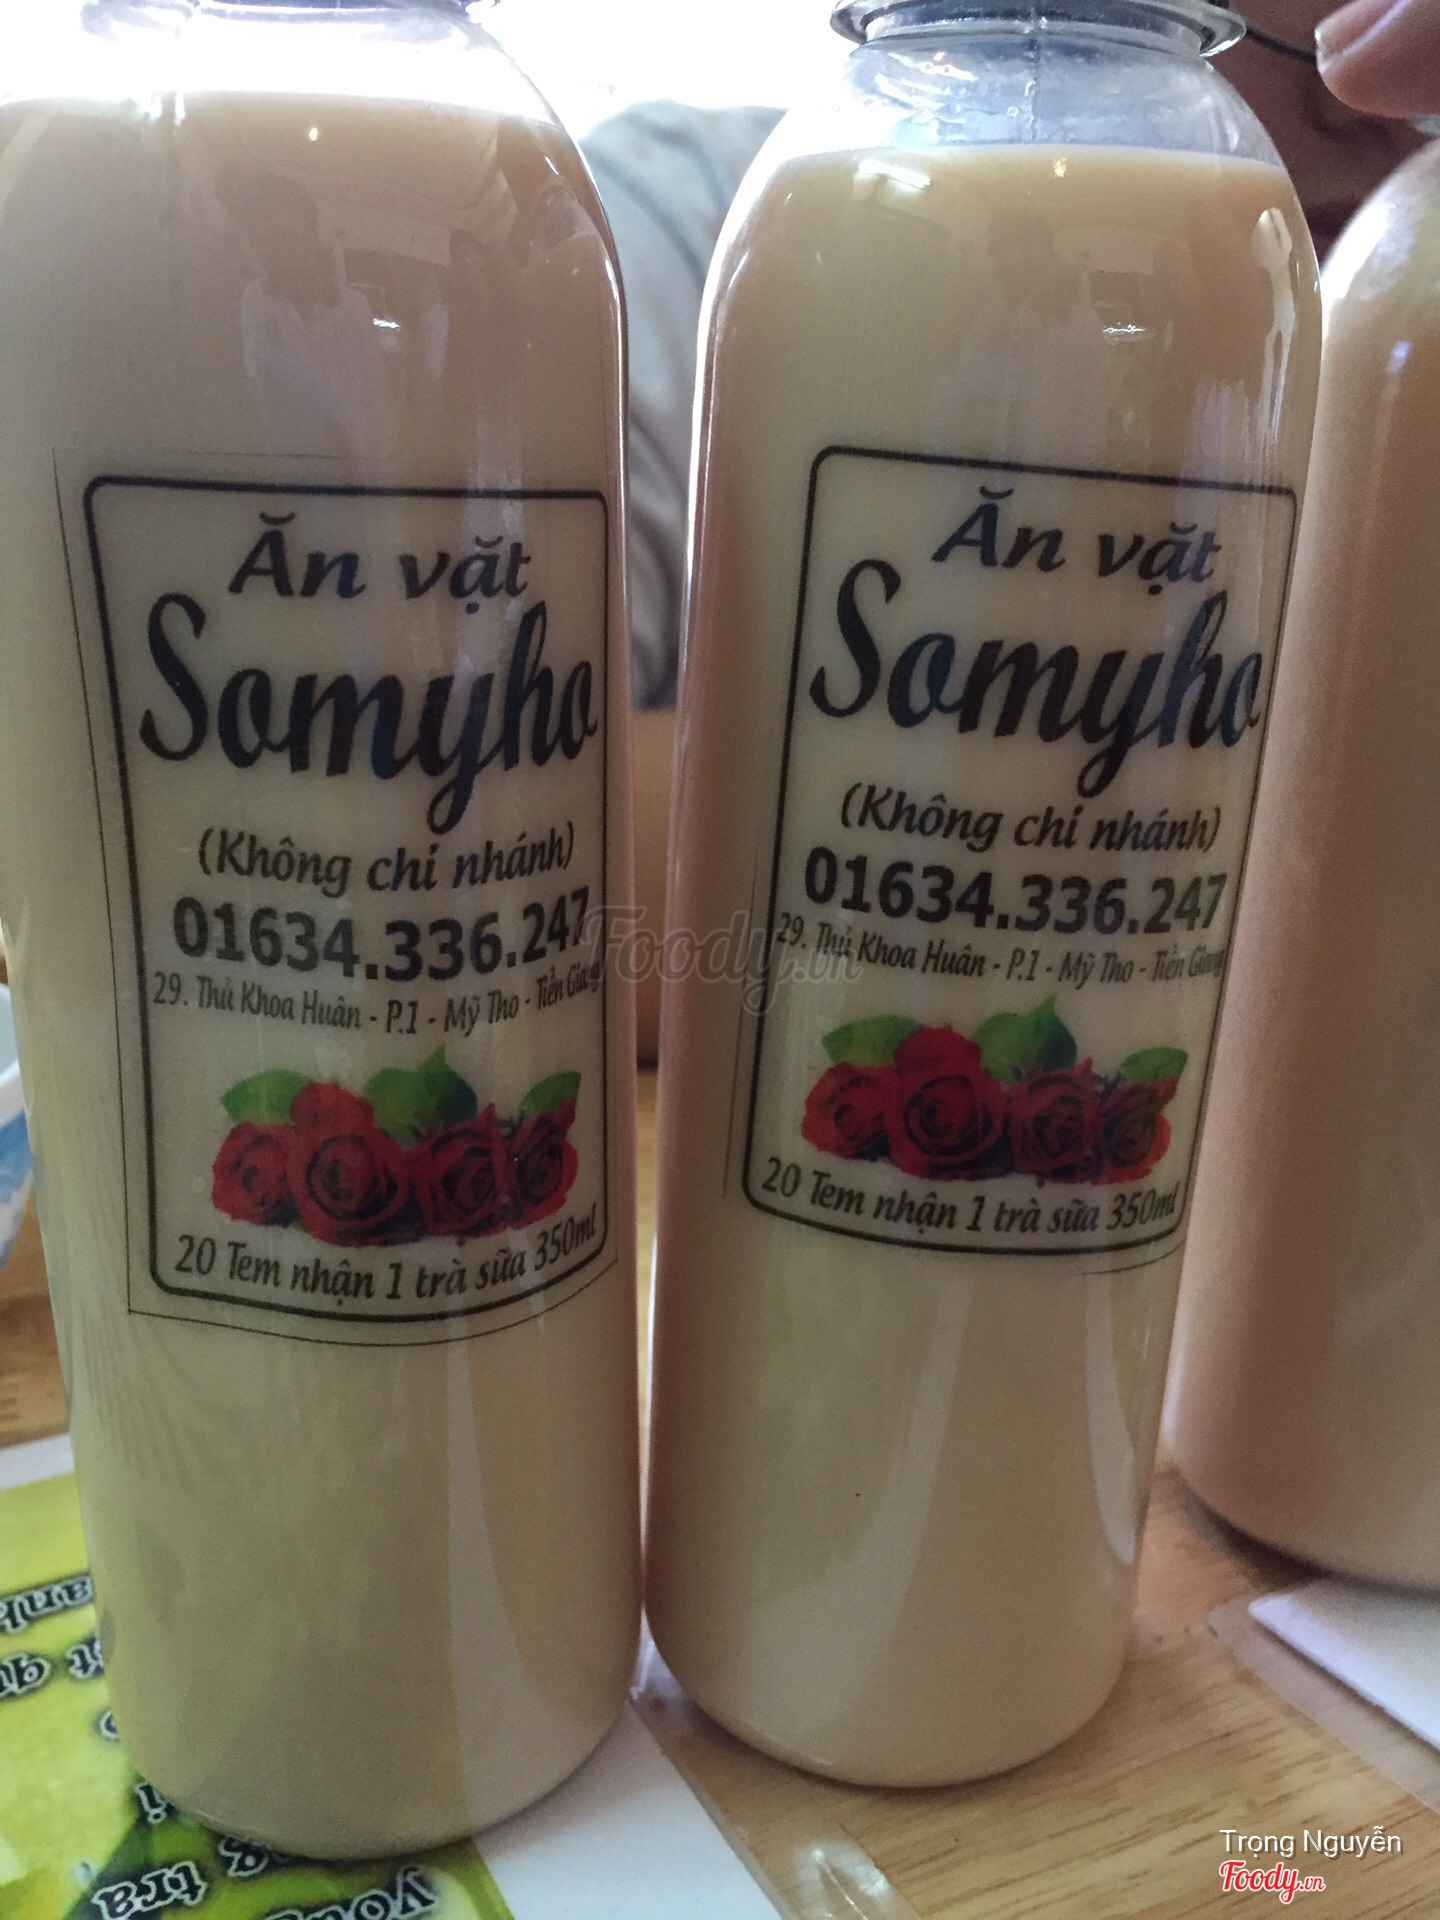 Ăn vặt
Somyho
(Không chi nhánh)
01634.336.247
29. Thủ Khoa Huân - P.1 - Mỹ Tho - Tiền Giang
20 Tem nhận 1 trà sữa 350ml
Ăn vặt
Somyho
(Không chi nhánh)
01634.336.247
29. Thủ Khoa Huân - P.1 - Mỹ Tho - Tiền Giang
20 Tem nhận 1 trà sữa 350ml
Foody.vn
Trọng Nguyễn
Foody.vn